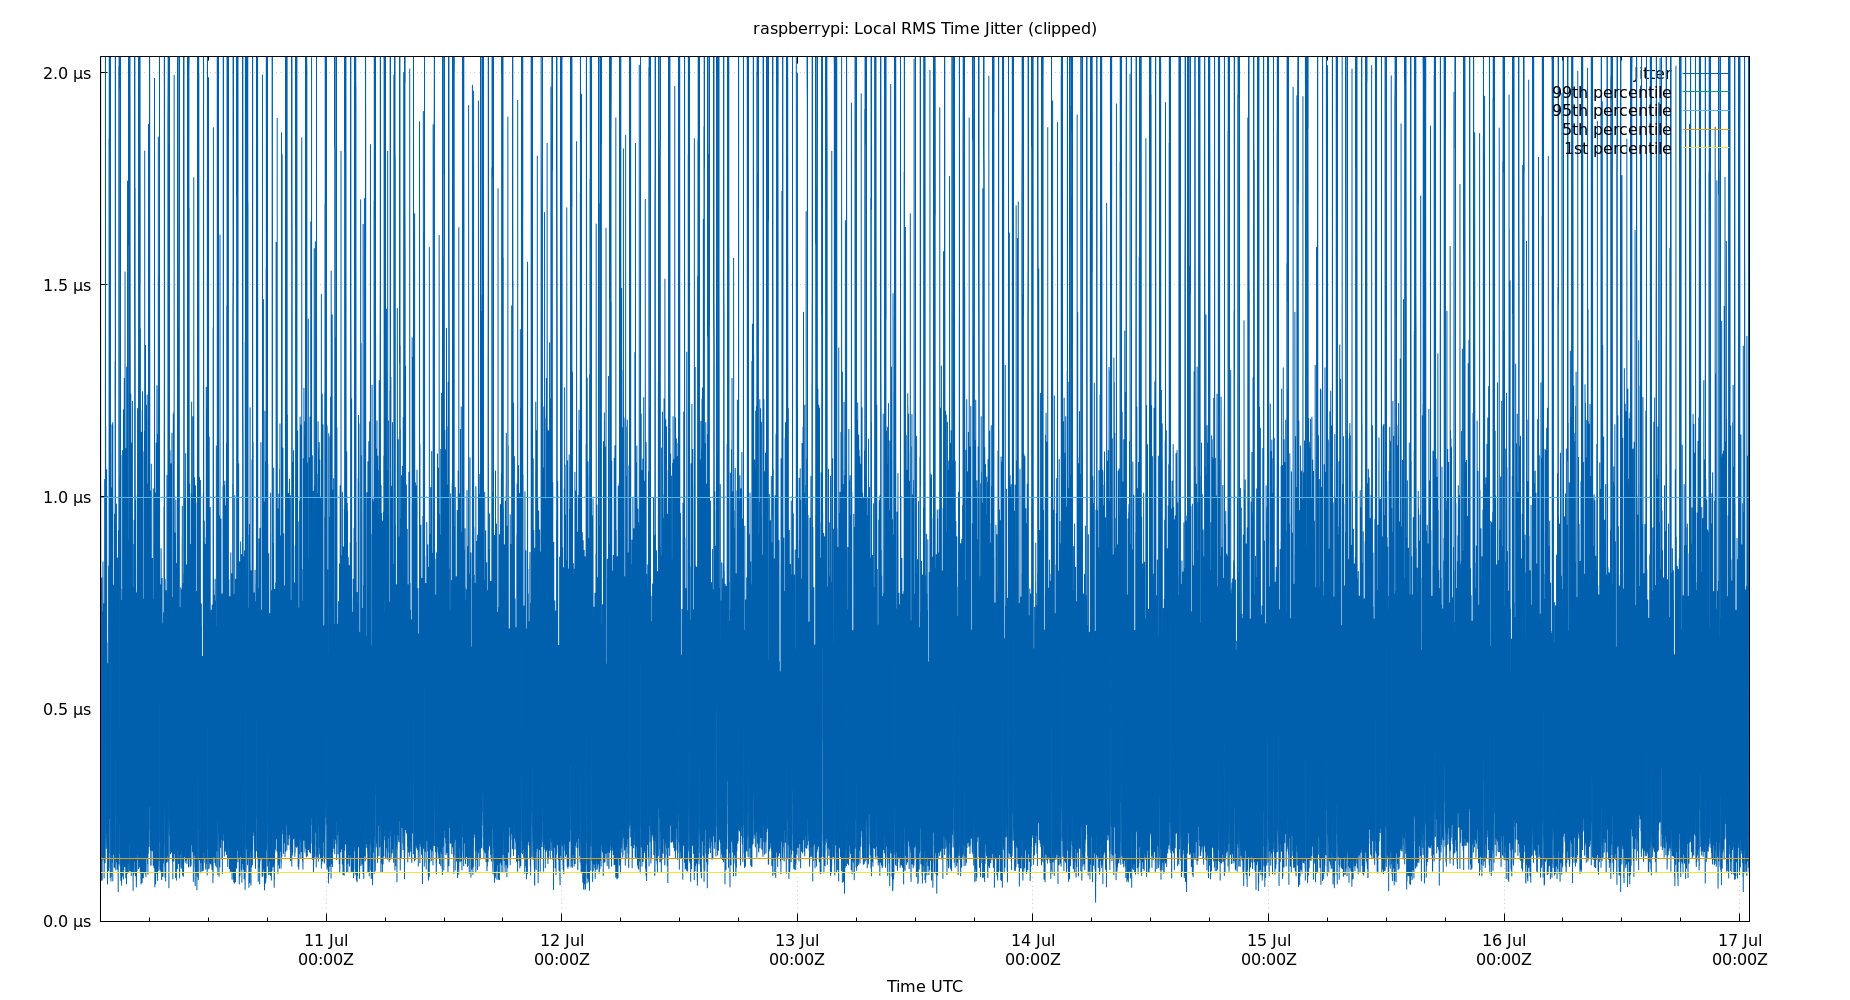 raspberrypi: Local RMS Time Jitter (clipped)
2.0 µs
1.5 µs
1.0 µs
0.5 µs
0.0 µs
jitter
99th percentile
95th percentile
5th percentile
1st percentile
11 Jul
00:00Z
12 Jul
00:00Z
13 Jul
00:00Z
14 Jul
00:00Z
15 Jul
00:00Z
16 Jul
00:00Z
17 Jul
00:00Z
Time UTC